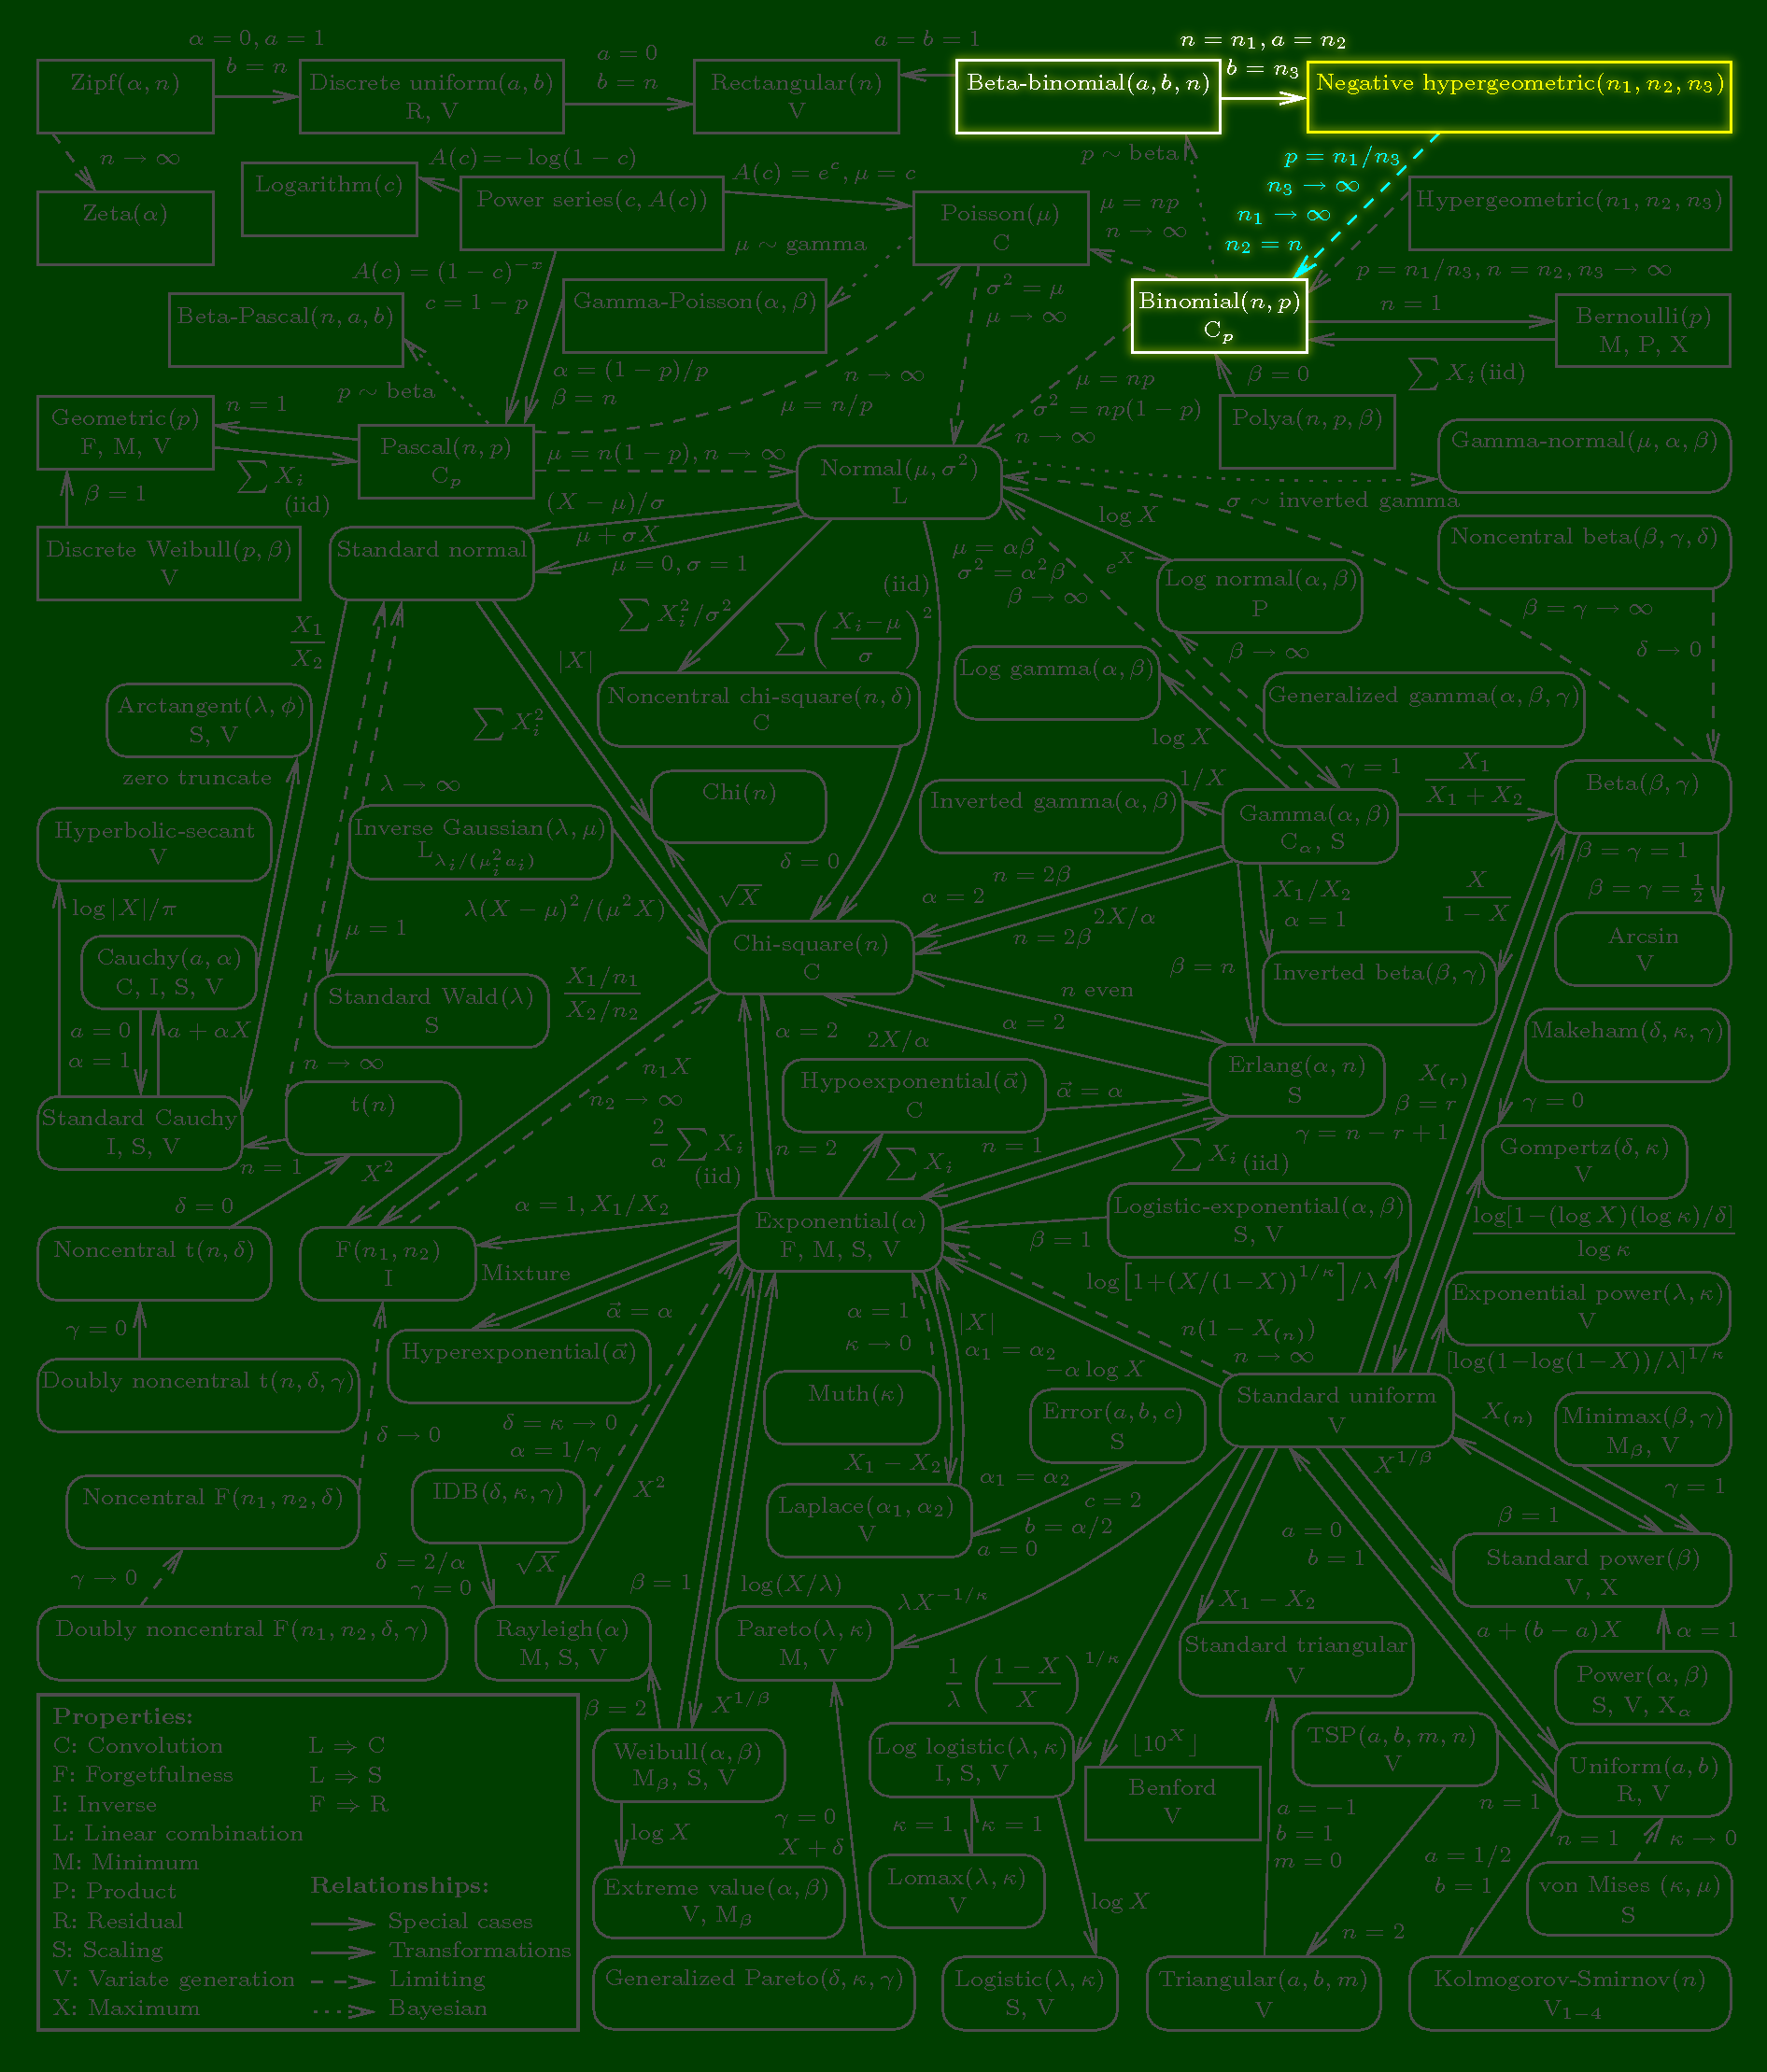 α = 0, a = 1
b = n
a = 0
b = n
a = b = 1
n = n₁, a = n₂
b = n₃
Zipf(α, n)
Discrete uniform(a, b)
R, V
Rectangular(n)
V
Beta-binomial(a, b, n)
Negative hypergeometric(n₁, n₂, n₃)
n → ∞
A(c) = − log(1 − c)
A(c) = eᶜ, μ = c
p ∼ beta
p = n₁/n₃
n₃ → ∞
n₁ → ∞
n₂ = n
Zeta(α)
Logarithm(c)
Power series(c, A(c))
Poisson(μ)
C
μ = np
n → ∞
Hypergeometric(n₁, n₂, n₃)
μ ∼ gamma
A(c) = (1 − c)⁻ˣ
c = 1 − p
σ² = μ
μ → ∞
p = n₁/n₃, n = n₂, n₃ → ∞
Beta-Pascal(n, a, b)
Gamma-Poisson(α, β)
Binomial(n, p)
Cₚ
n = 1
Bernoulli(p)
M, P, X
∑ Xᵢ (iid)
p ∼ beta
α = (1 − p)/p
β = n
n → ∞
μ = n/p
μ = np
σ² = np(1 − p)
n → ∞
β = 0
Polya(n, p, β)
Geometric(p)
F, M, V
n = 1
∑ Xᵢ
(iid)
Pascal(n, p)
Cₚ
μ = n(1 − p), n → ∞
Normal(μ, σ²)
L
Gamma-normal(μ, α, β)
σ ∼ inverted gamma
β = 1
Discrete Weibull(p, β)
V
Standard normal
(X − μ)/σ
μ + σX
μ = 0, σ = 1
(iid)
μ = αβ
σ² = α²β
β → ∞
log X
e^X
Log normal(α, β)
P
Noncentral beta(β, γ, δ)
β = γ → ∞
δ → 0
X₁
X₂
|X|
∑ Xᵢ²/σ²
∑ ((Xᵢ−μ)/σ)²
β → ∞
Log gamma(α, β)
Generalized gamma(α, β, γ)
Arctangent(λ, ϕ)
S, V
∑ Xᵢ²
Noncentral chi-square(n, δ)
C
log X
zero truncate
λ → ∞
Chi(n)
1/X
γ = 1
X₁
X₁ + X₂
Beta(β, γ)
Hyperbolic-secant
V
Inverse Gaussian(λ, μ)
L_{λᵢ/(μᵢ²aᵢ)}
Inverted gamma(α, β)
Gamma(α, β)
C_α, S
δ = 0
β = γ = 1
β = γ = ½
log |X|/π
μ = 1
λ(X − μ)²/(μ²X)
√X
α = 2
n = 2β
2X/α
n = 2β
X₁/X₂
α = 1
X
1 − X
Cauchy(a, α)
C, I, S, V
Standard Wald(λ)
S
X₁/n₁
X₂/n₂
Chi-square(n)
C
β = n
Inverted beta(β, γ)
Arcsin
V
a = 0
α = 1
a + αX
n → ∞
n₁X
n₂ → ∞
α = 2
n even
α = 2
2X/α
Hypoexponential(α⃗)
C
α⃗ = α
Erlang(α, n)
S
X₍ᵣ₎
β = r
γ = n − r + 1
Makeham(δ, κ, γ)
γ = 0
Standard Cauchy
I, S, V
t(n)
n = 1
X²
2
α
∑ Xᵢ
(iid)
n = 2
∑ Xᵢ
n = 1
∑ Xᵢ (iid)
Gompertz(δ, κ)
V
log[1−(log X)(log κ)/δ]
log κ
δ = 0
Noncentral t(n, δ)
F(n₁, n₂)
I
α = 1, X₁/X₂
Mixture
Exponential(α)
F, M, S, V
β = 1
Logistic-exponential(α, β)
S, V
log[1+(X/(1−X))^{1/κ}]/λ
Exponential power(λ, κ)
V
[log(1−log(1−X))/λ]^{1/κ}
γ = 0
α⃗ = α
Hyperexponential(α⃗)
α = 1
κ → 0
|X|
α₁ = α₂
n(1 − X₍ₙ₎)
n → ∞
−α log X
Doubly noncentral t(n, δ, γ)
Muth(κ)
Error(a, b, c)
S
Standard uniform
V
X₍ₙ₎
Minimax(β, γ)
M_β, V
δ → 0
δ = κ → 0
α = 1/γ
X²
X₁ − X₂
α₁ = α₂
X^{1/β}
γ = 1
Noncentral F(n₁, n₂, δ)
IDB(δ, κ, γ)
Laplace(α₁, α₂)
V
c = 2
b = α/2
a = 0
a = 0
b = 1
β = 1
Standard power(β)
V, X
γ → 0
δ = 2/α
γ = 0
√X
β = 1
log(X/λ)
λX^{−1/κ}
X₁ − X₂
a + (b − a)X
α = 1
Doubly noncentral F(n₁, n₂, δ, γ)
Rayleigh(α)
M, S, V
Pareto(λ, κ)
M, V
Standard triangular
V
Power(α, β)
S, V, X_α
β = 2
X^{1/β}
1/λ ((1 − X)/X)^{1/κ}
⌊10^X⌋
Properties:
C: Convolution L ⇒ C
F: Forgetfulness L ⇒ S
I: Inverse F ⇒ R
L: Linear combination
M: Minimum
P: Product
R: Residual
S: Scaling
V: Variate generation
X: Maximum
Relationships:
Special cases
Transformations
Limiting
Bayesian
Weibull(α, β)
M_β, S, V
Log logistic(λ, κ)
I, S, V
Benford
V
TSP(a, b, m, n)
V
Uniform(a, b)
R, V
log X
γ = 0
X + δ
κ = 1
κ = 1
a = −1
b = 1
m = 0
n = 1
n = 1
κ → 0
a = 1/2
b = 1
Extreme value(α, β)
V, M_β
Lomax(λ, κ)
V
log X
n = 2
von Mises (κ, μ)
S
Generalized Pareto(δ, κ, γ)
Logistic(λ, κ)
S, V
Triangular(a, b, m)
V
Kolmogorov-Smirnov(n)
V₁₋₄